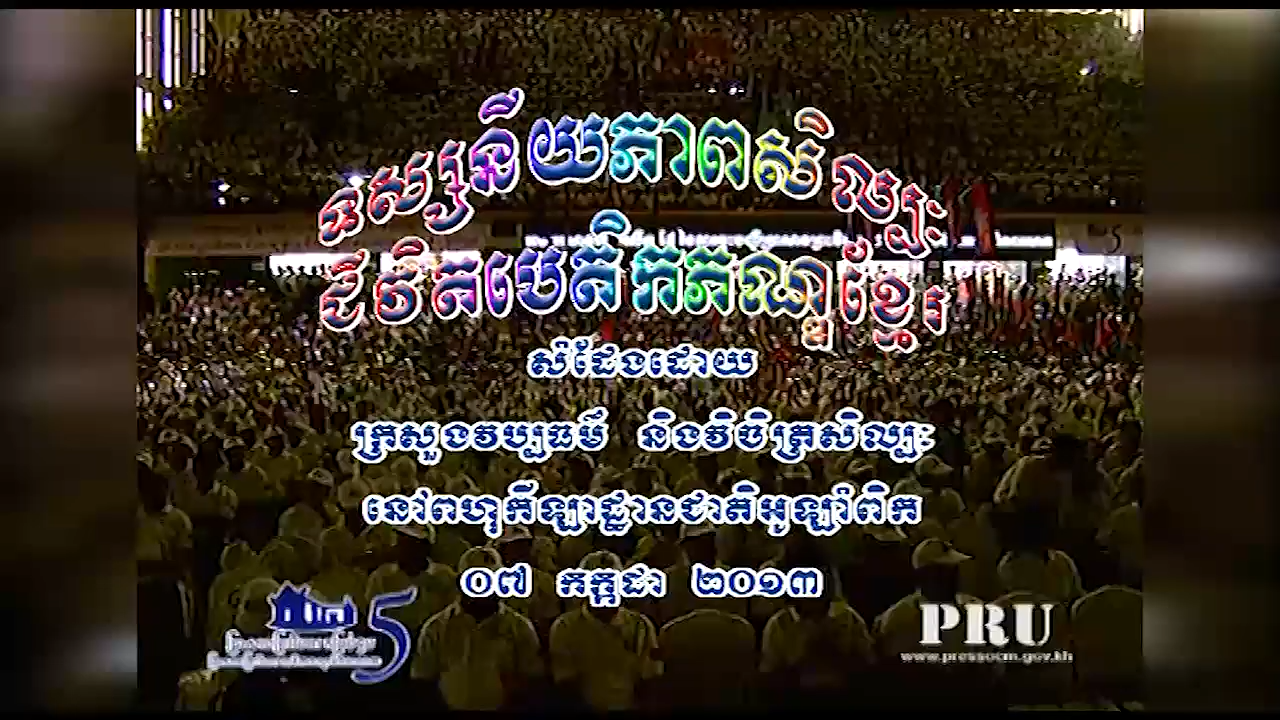 ទស្សនីយភាពសិល្បៈ
ជីវិតបេតិកភណ្ឌខ្មែរ
សំដែងដោយ
ក្រសួងវប្បធម៌ និងវិចិត្រសិល្បៈ
នៅពហុកីឡាដ្ឋានជាតិអូឡាំពិក
០៧ កក្កដា ២០១៣
5
PRU
www.pressocm.gov.kh